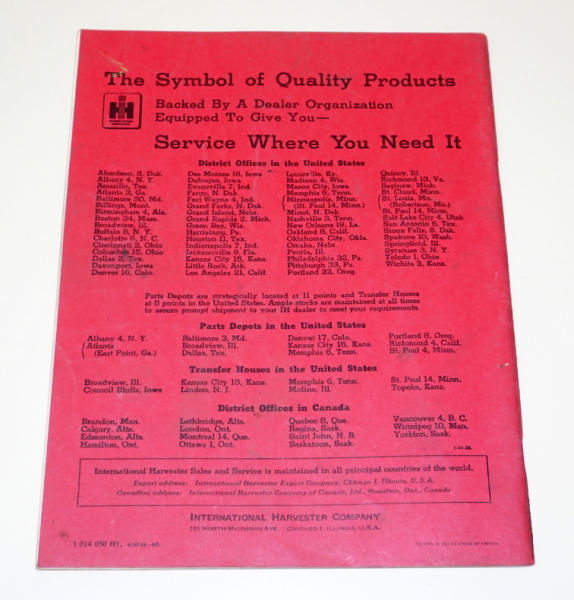 The Symbol of Quality Products
IH
INTERNATIONAL
HARVESTER
Backed By A Dealer Organization
Equipped To Give You—
Service Where You Need It
District Offices in the United States
Aberdeen, S. Dak.
Albany 4, N. Y.
Amarillo, Tex.
Atlanta 3, Ga.
Baltimore 30, Md.
Billings, Mont.
Birmingham 4, Ala.
Boston 34, Mass.
Broadview, Ill.
Buffalo 5, N. Y.
Charlotte 1, N. C.
Cincinnati 2, Ohio
Columbus 15, Ohio
Dallas 2, Tex.
Davenport, Iowa
Denver 16, Colo.
Des Moines 16, Iowa
Dubuque, Iowa
Evansville 7, Ind.
Fargo, N. Dak.
Fort Wayne 4, Ind.
Grand Forks, N. Dak.
Grand Island, Nebr.
Grand Rapids 2, Mich.
Green Bay, Wis.
Harrisburg, Pa.
Houston 11, Tex.
Indianapolis 7, Ind.
Jacksonville 9, Fla.
Kansas City 15, Kans.
Little Rock, Ark.
Los Angeles 21, Calif.
Louisville, Ky.
Madison 4, Wis.
Mason City, Iowa
Memphis 6, Tenn.
Minneapolis, Minn.
(St. Paul 14, Minn.)
Minot, N. Dak.
Nashville 3, Tenn.
New Orleans 19, La.
Oakland 8, Calif.
Oklahoma City, Okla.
Omaha, Nebr.
Peoria, Ill.
Philadelphia 32, Pa.
Pittsburgh 33, Pa.
Portland 22, Oreg.
Quincy, Ill.
Richmond 13, Va.
Saginaw, Mich.
St. Cloud, Minn.
St. Louis, Mo.
(Robertson, Mo.)
St. Paul 14, Minn.
Salt Lake City 4, Utah
San Antonio 6, Tex.
Sioux Falls, S. Dak.
Spokane 10, Wash.
Springfield, Ill.
Syracuse 3, N. Y.
Toledo 1, Ohio
Wichita 2, Kans.
Parts Depots are strategically located at 11 points and Transfer Houses
at 8 points in the United States. Ample stocks are maintained at all times
to assure prompt shipment to your IH dealer to meet your requirements.
Parts Depots in the United States
Albany 4, N. Y.
Atlanta
(East Point, Ga.)
Baltimore 3, Md.
Broadview, Ill.
Dallas, Tex.
Denver 17, Colo.
Kansas City 15, Kans.
Memphis 6, Tenn.
Portland 8, Oreg.
Richmond 4, Calif.
St. Paul 4, Minn.
Transfer Houses in the United States
Broadview, Ill.
Council Bluffs, Iowa
Kansas City 15, Kans.
Linden, N. J.
Memphis 6, Tenn.
Moline, Ill.
St. Paul 14, Minn.
Topeka, Kans.
District Offices in Canada
Brandon, Man.
Calgary, Alta.
Edmonton, Alta.
Hamilton, Ont.
Lethbridge, Alta.
London, Ont.
Montreal 14, Que.
Ottawa 1, Ont.
Quebec 8, Que.
Regina, Sask.
Saint John, N. B.
Saskatoon, Sask.
Vancouver 4, B. C.
Winnipeg 10, Man.
Yorkton, Sask.
International Harvester Sales and Service is maintained in all principal countries of the world.
Export address: International Harvester Export Company, Chicago 1, Illinois, U. S. A.
Canadian address: International Harvester Company of Canada, Ltd., Hamilton, Ont., Canada
INTERNATIONAL HARVESTER COMPANY
180 NORTH MICHIGAN AVE. CHICAGO 1, ILLINOIS, U.S.A.
1 014 050 R1.
PRINTED IN UNITED STATES OF AMERICA